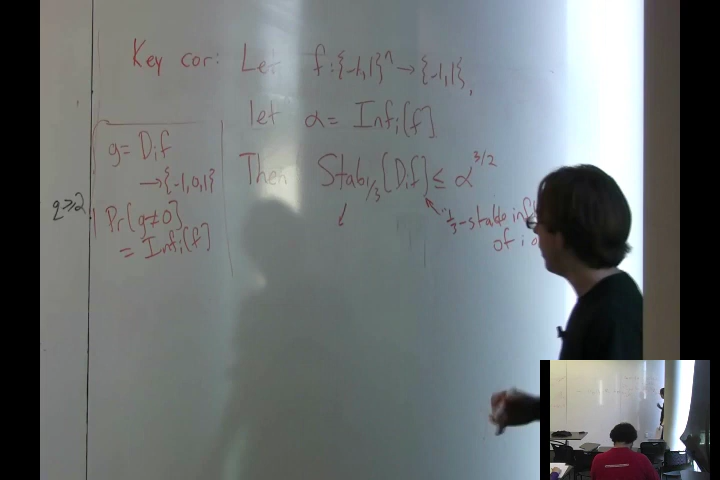 Key cor: Let f:{-1,1}ⁿ → {-1,1},
let α = Infᵢ[f]
Then Stab₁/₃[Dᵢf] ≤ α^3/2
1/3-stable infl
of i o
g = Dᵢf
→{-1,0,1}
Pr[g≠0]
= Infᵢ[f]
q≥2